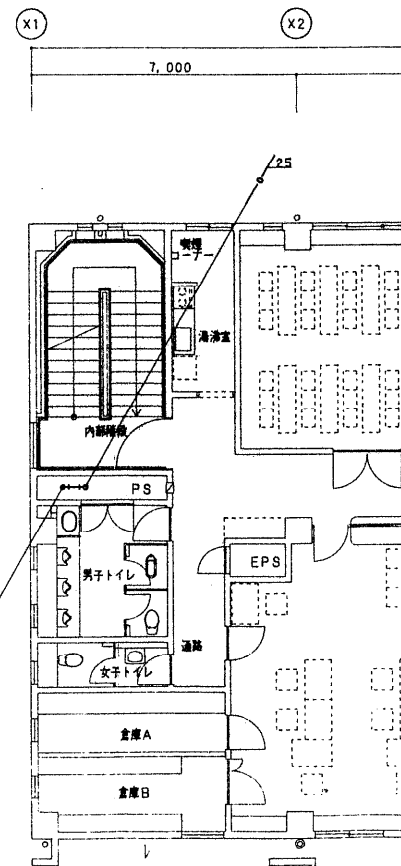 X1
X2
7,000
25
喫煙
コーナー
湯沸室
内部階段
PS
EPS
男子トイレ
通路
女子トイレ
倉庫A
倉庫B